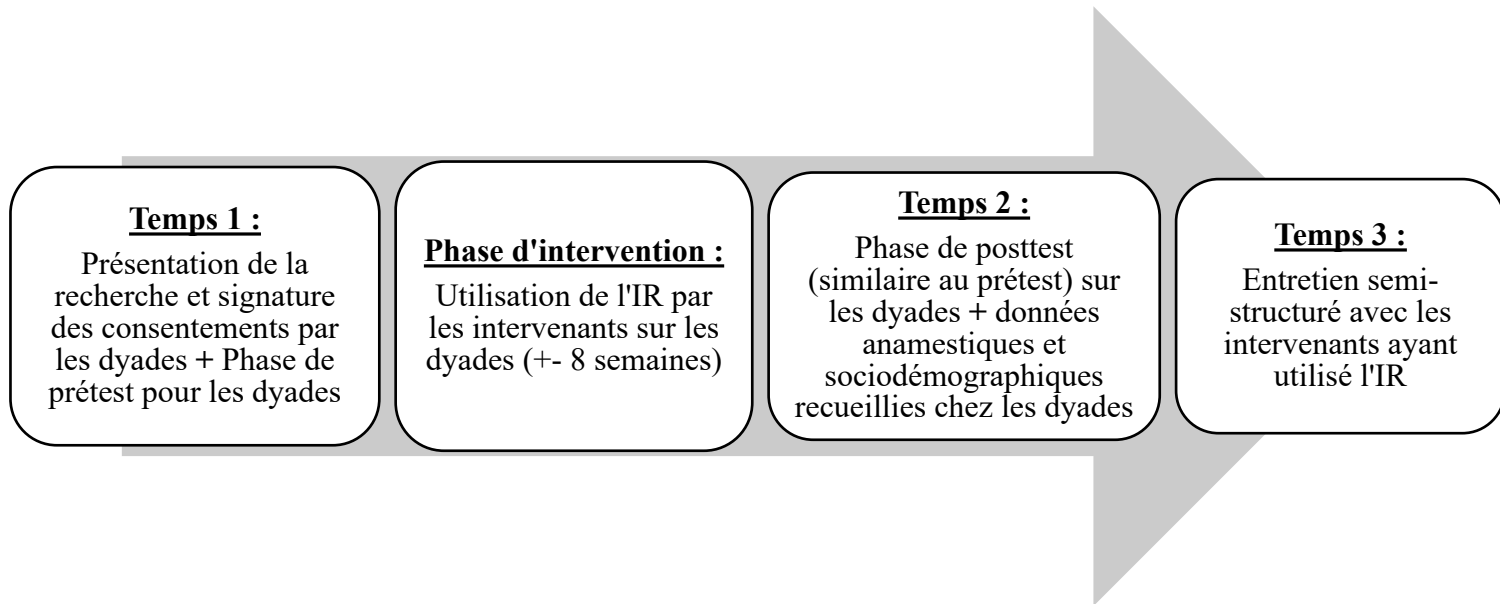 Temps 1 :
Présentation de la
recherche et signature
des consentements par
les dyades + Phase de
prétest pour les dyades
Phase d'intervention :
Utilisation de l'IR par
les intervenants sur les
dyades (+- 8 semaines)
Temps 2 :
Phase de posttest
(similaire au prétest) sur
les dyades + données
anamestiques et
sociodémographiques
recueillies chez les dyades
Temps 3 :
Entretien semi-
structuré avec les
intervenants ayant
utilisé l'IR